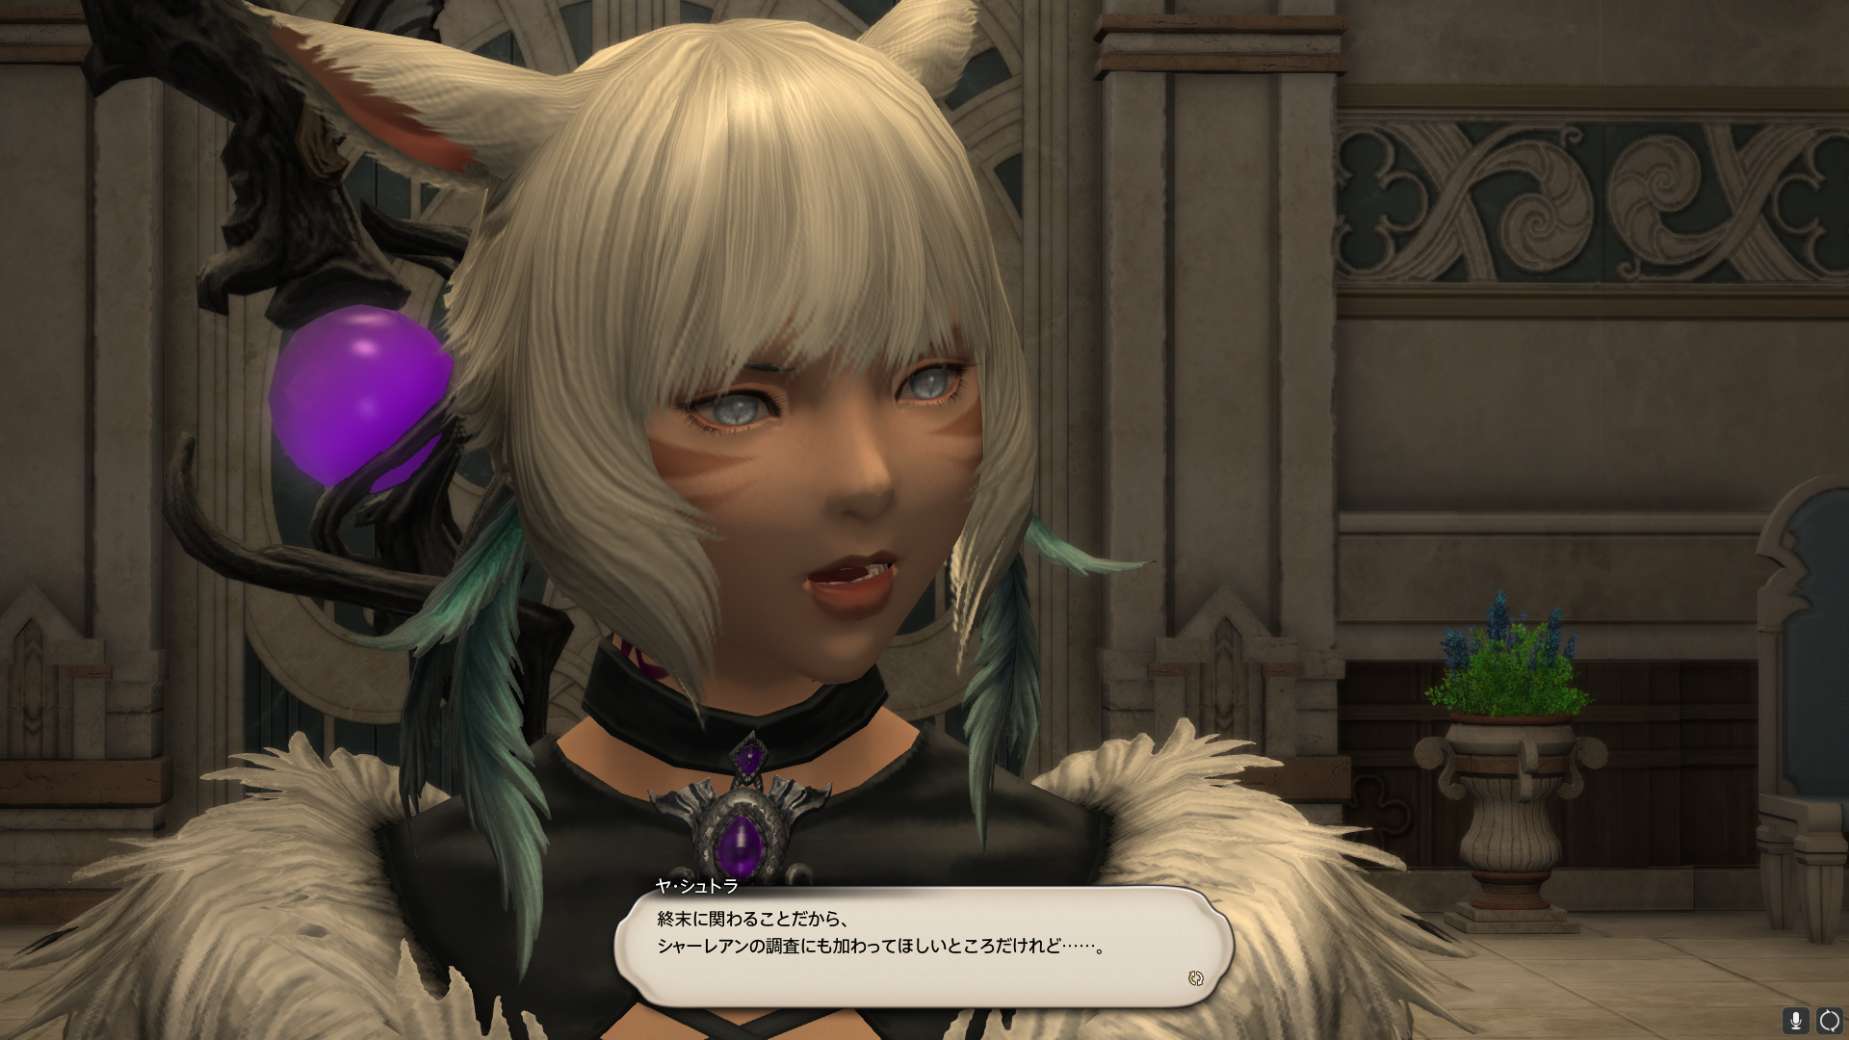 ヤ・シュトラ
終末に関わることだから、
シャーレアンの調査にも加わってほしいところだけれど……。